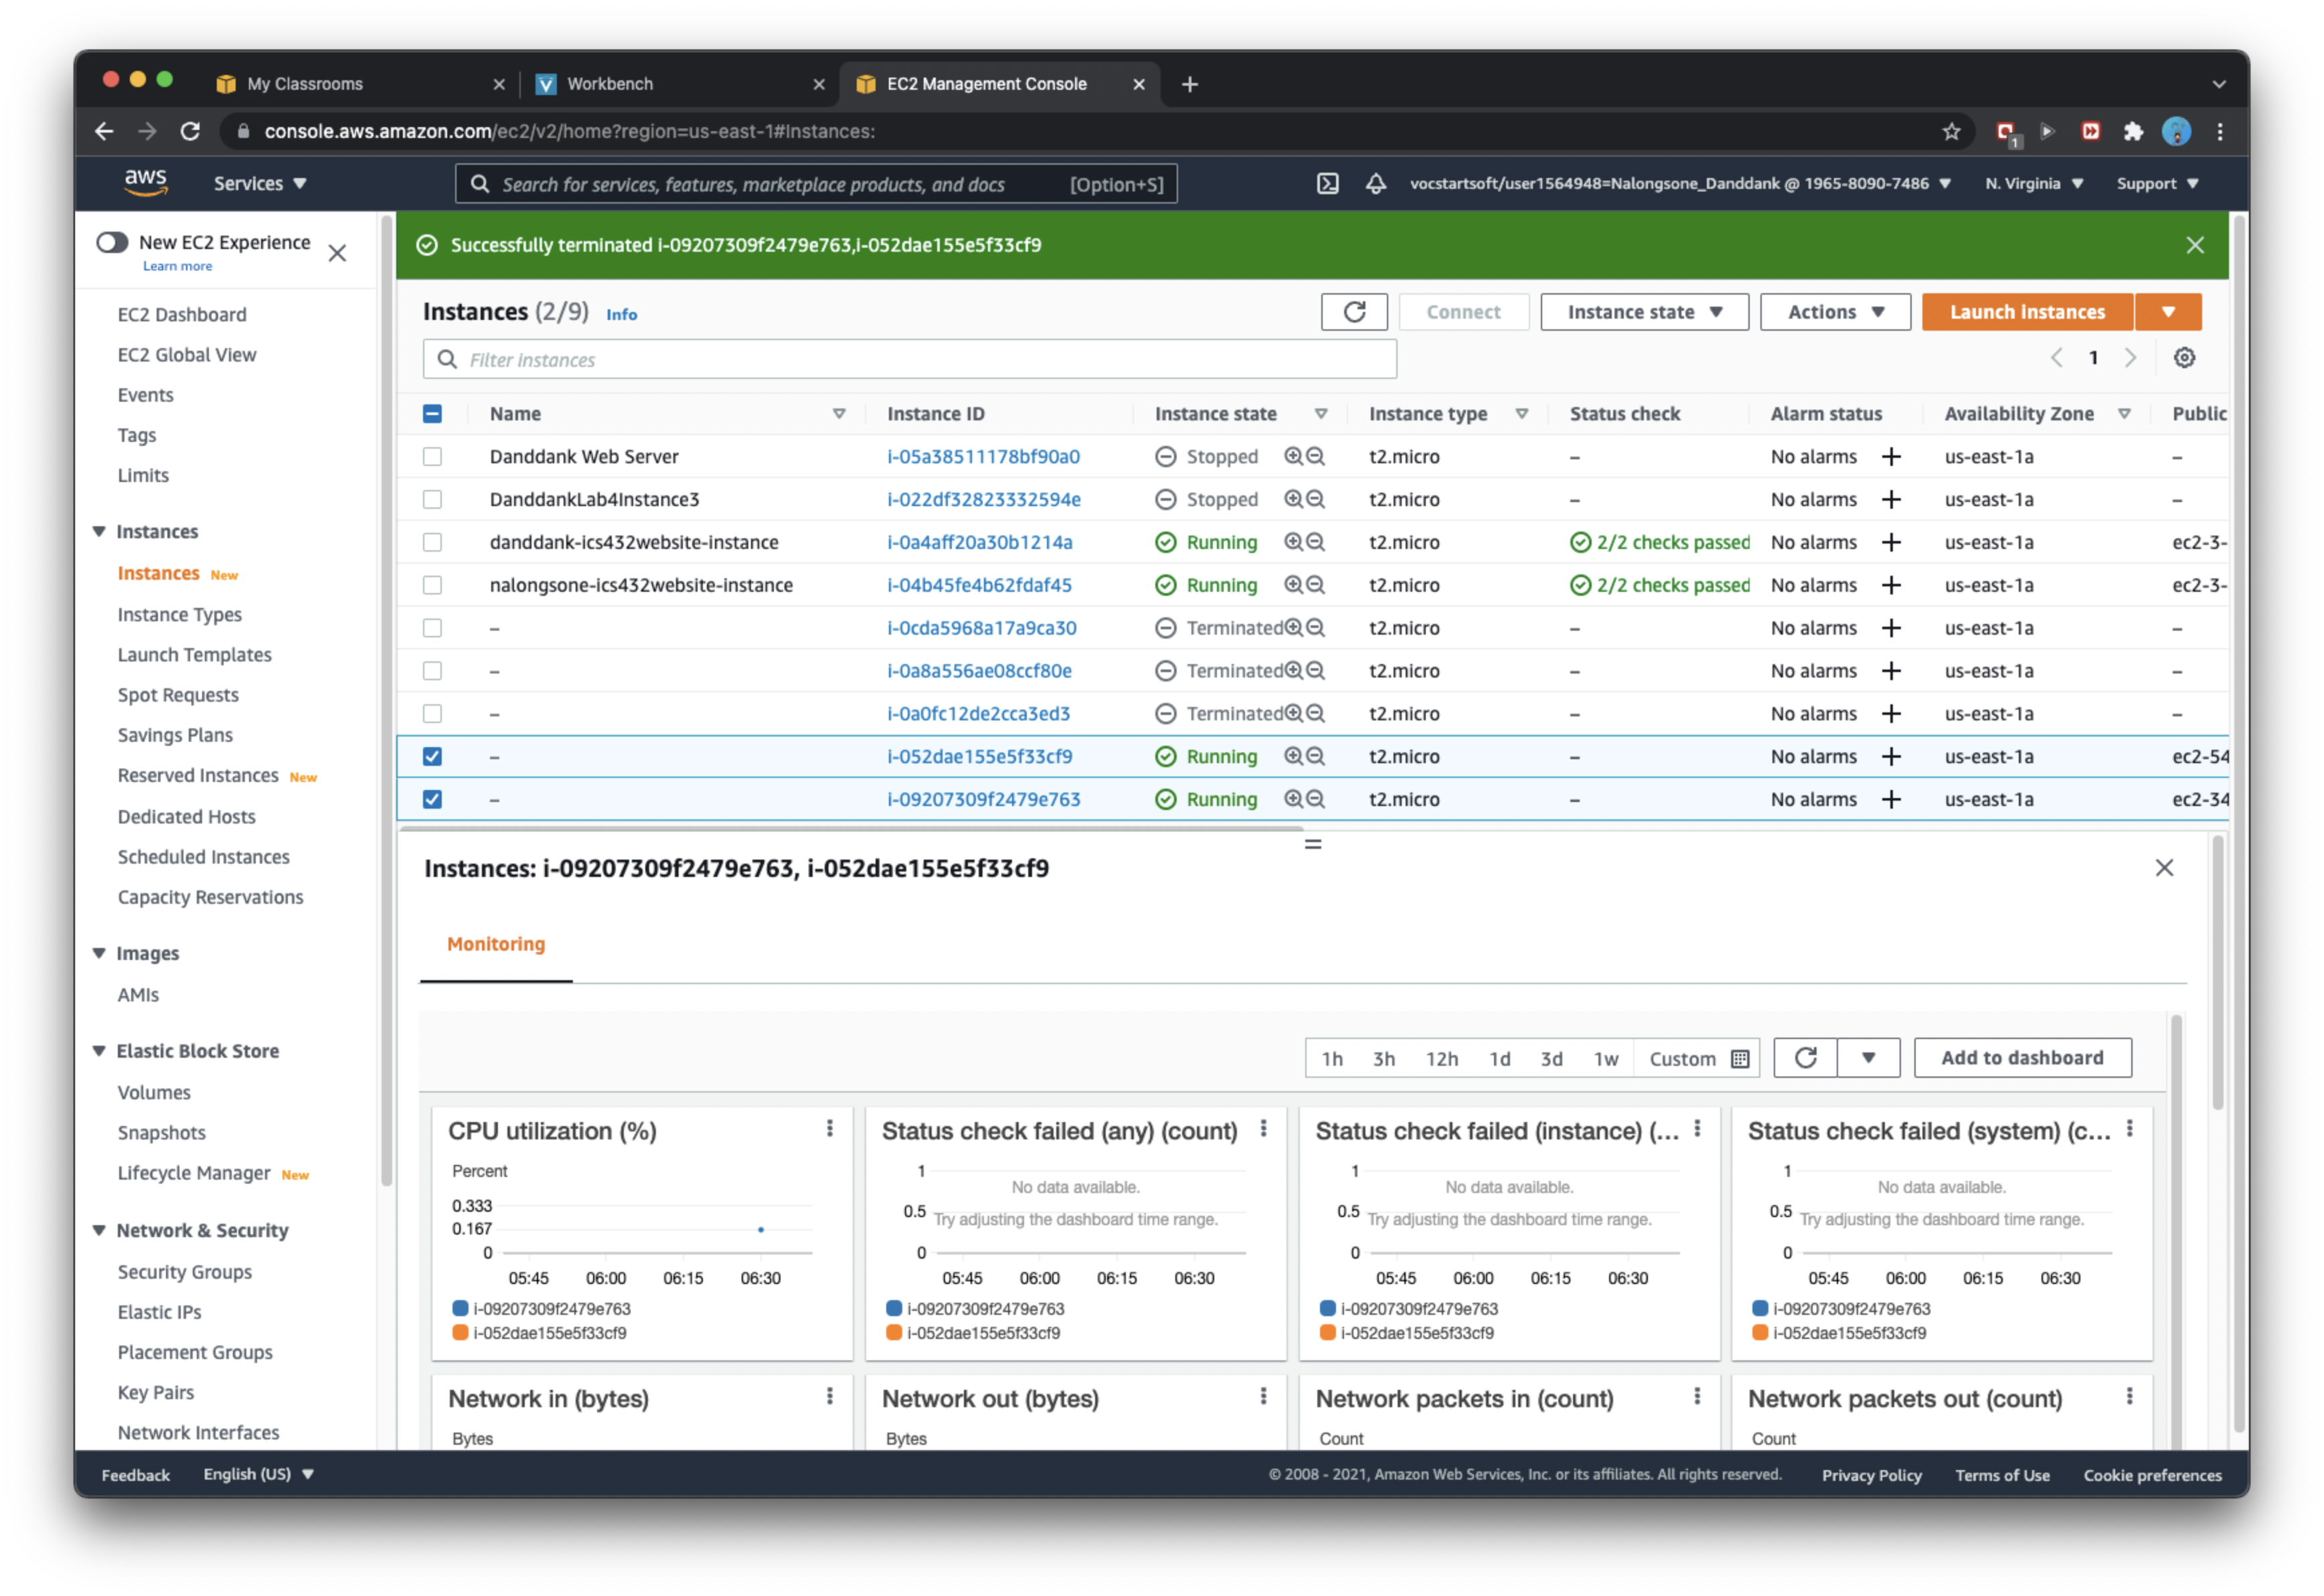 My Classrooms
Workbench
EC2 Management Console
console.aws.amazon.com/ec2/v2/home?region=us-east-1#Instances:
1
aws
Services
Search for services, features, marketplace products, and docs [Option+S]
vocstartsoft/user1564948=Nalongsone_Danddank @ 1965-8090-7486
N. Virginia
Support
New EC2 Experience
Learn more
EC2 Dashboard
EC2 Global View
Events
Tags
Limits
Instances
Instances New
Instance Types
Launch Templates
Spot Requests
Savings Plans
Reserved Instances New
Dedicated Hosts
Scheduled Instances
Capacity Reservations
Images
AMIs
Elastic Block Store
Volumes
Snapshots
Lifecycle Manager New
Network & Security
Security Groups
Elastic IPs
Placement Groups
Key Pairs
Network Interfaces
Successfully terminated i-09207309f2479e763,i-052dae155e5f33cf9
Instances (2/9) Info
Connect
Instance state
Actions
Launch instances
Filter instances
1
Name Instance ID Instance state Instance type Status check Alarm status Availability Zone Public
Danddank Web Server i-05a38511178bf90a0 Stopped t2.micro – No alarms + us-east-1a –
DanddankLab4Instance3 i-022df32823332594e Stopped t2.micro – No alarms + us-east-1a –
danddank-ics432website-instance i-0a4aff20a30b1214a Running t2.micro 2/2 checks passed No alarms + us-east-1a ec2-3-
nalongsone-ics432website-instance i-04b45fe4b62fdaf45 Running t2.micro 2/2 checks passed No alarms + us-east-1a ec2-3-
– i-0cda5968a17a9ca30 Terminated t2.micro – No alarms + us-east-1a –
– i-0a8a556ae08ccf80e Terminated t2.micro – No alarms + us-east-1a –
– i-0a0fc12de2cca3ed3 Terminated t2.micro – No alarms + us-east-1a –
– i-052dae155e5f33cf9 Running t2.micro – No alarms + us-east-1a ec2-54
– i-09207309f2479e763 Running t2.micro – No alarms + us-east-1a ec2-34
Instances: i-09207309f2479e763, i-052dae155e5f33cf9
Monitoring
1h 3h 12h 1d 3d 1w Custom
Add to dashboard
CPU utilization (%)
Percent
0.333
0.167
0
05:45 06:00 06:15 06:30
i-09207309f2479e763
i-052dae155e5f33cf9
Status check failed (any) (count)
1
No data available.
0.5
Try adjusting the dashboard time range.
0
05:45 06:00 06:15 06:30
i-09207309f2479e763
i-052dae155e5f33cf9
Status check failed (instance) (...
1
No data available.
0.5
Try adjusting the dashboard time range.
0
05:45 06:00 06:15 06:30
i-09207309f2479e763
i-052dae155e5f33cf9
Status check failed (system) (c...
1
No data available.
0.5
Try adjusting the dashboard time range.
0
05:45 06:00 06:15 06:30
i-09207309f2479e763
i-052dae155e5f33cf9
Network in (bytes)
Bytes
Network out (bytes)
Bytes
Network packets in (count)
Count
Network packets out (count)
Count
Feedback
English (US)
© 2008 - 2021, Amazon Web Services, Inc. or its affiliates. All rights reserved.
Privacy Policy
Terms of Use
Cookie preferences